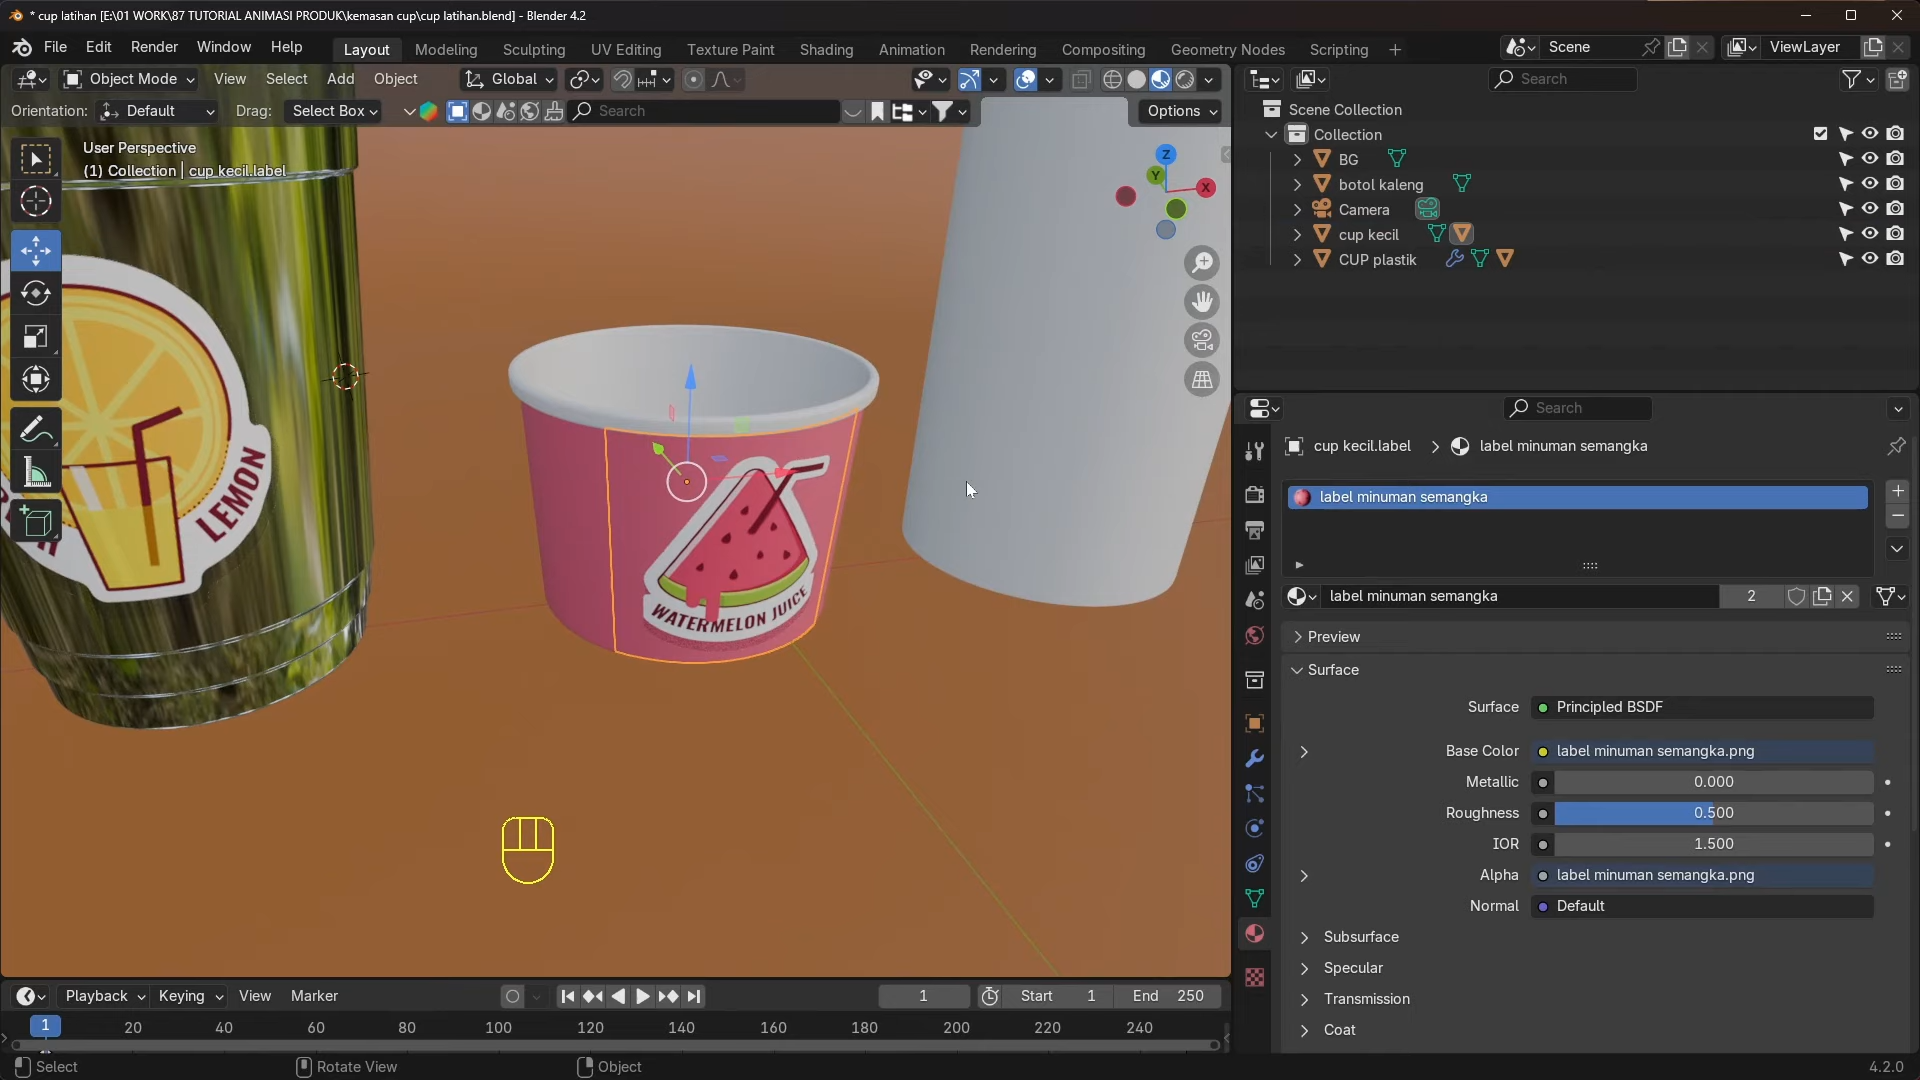 * cup latihan [E:\01 WORK\87 TUTORIAL ANIMASI PRODUK\kemasan cup\cup latihan.blend] - Blender 4.2
File Edit Render Window Help
Layout Modeling Sculpting UV Editing Texture Paint Shading Animation Rendering Compositing Geometry Nodes Scripting +
Scene
ViewLayer
Object Mode View Select Add Object Global
Search
Orientation: Default Drag: Select Box Search Options
User Perspective
(1) Collection | cup kecil.label
Z
Y
X
LEMON
WATERMELON JUICE
Scene Collection
Collection
BG
botol kaleng
Camera
cup kecil
CUP plastik
Search
cup kecil.label > label minuman semangka
label minuman semangka
label minuman semangka 2
Preview
Surface
Surface Principled BSDF
Base Color label minuman semangka.png
Metallic 0.000
Roughness 0.500
IOR 1.500
Alpha label minuman semangka.png
Normal Default
Subsurface
Specular
Transmission
Coat
Playback Keying View Marker 1 Start 1 End 250
1 20 40 60 80 100 120 140 160 180 200 220 240
Select Rotate View Object 4.2.0